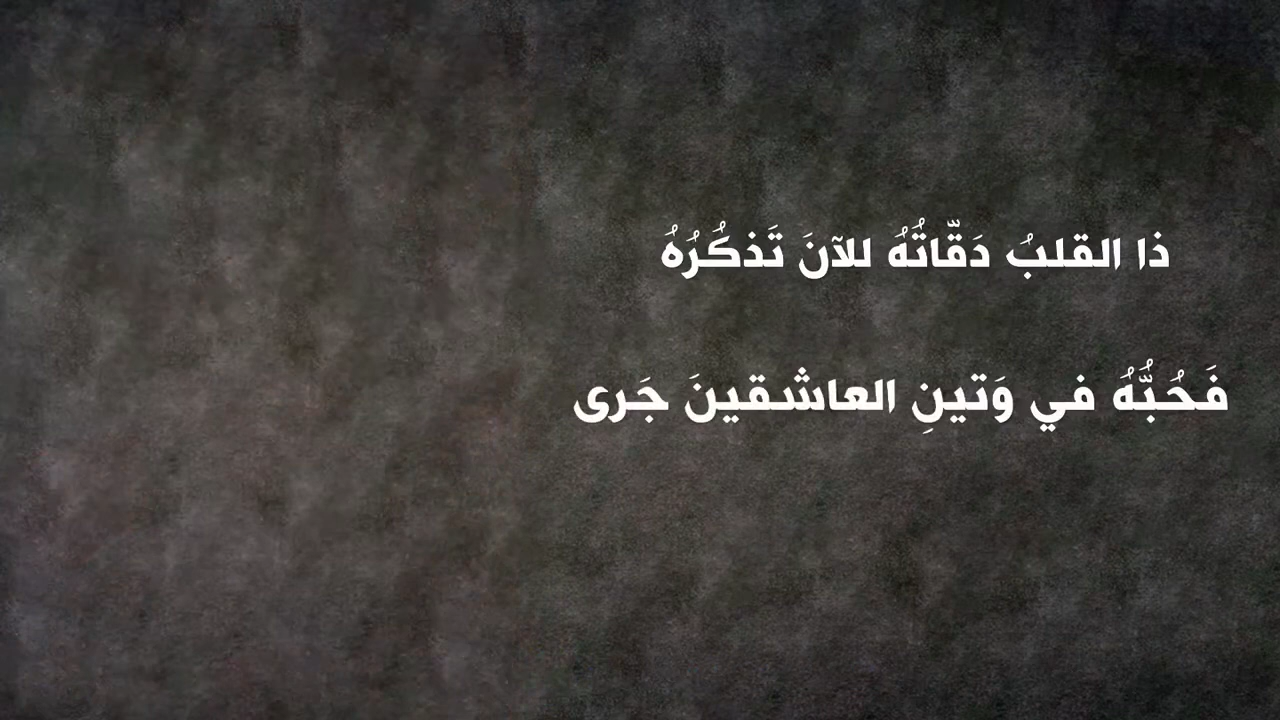 ذا القلبُ دَقّاتُهُ للآنَ تَذكُرُهُ
فَحُبُّهُ في وَتينِ العاشقينَ جَرى